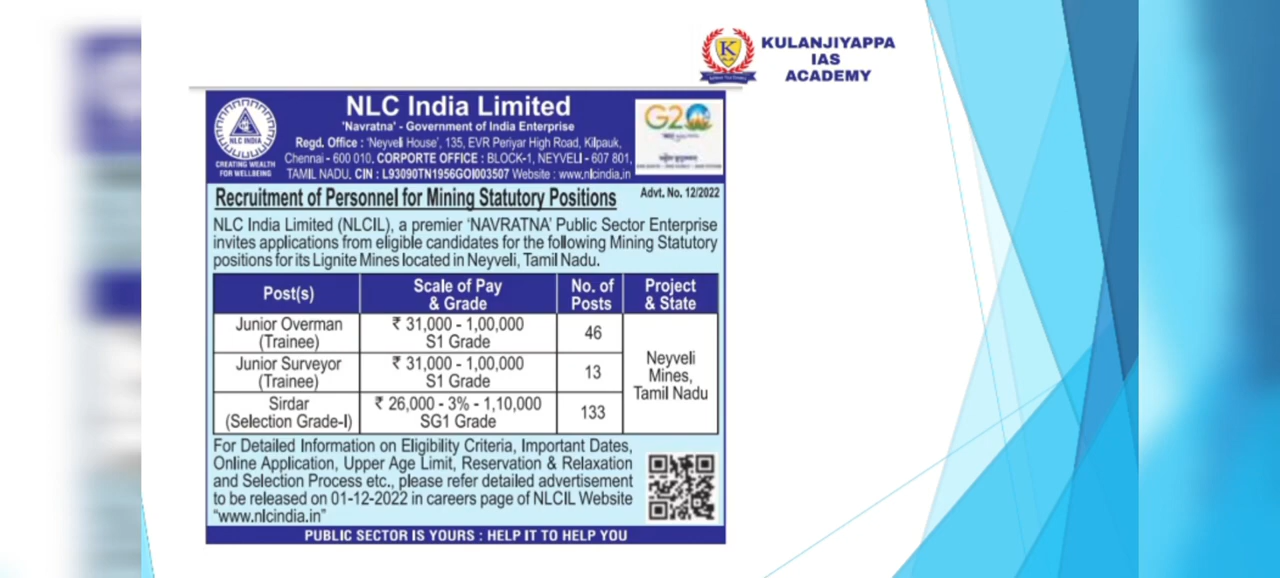 KULANJIYAPPA
IAS
ACADEMY
NLC India Limited
'Navratna' - Government of India Enterprise
Regd. Office : 'Neyveli House', 135, EVR Periyar High Road, Kilpauk,
Chennai - 600 010. CORPORTE OFFICE : BLOCK-1, NEYVELI - 607 801,
TAMIL NADU. CIN : L93090TN1956GOI003507 Website : www.nlcindia.in
NLC INDIA
CREATING WEALTH
FOR WELLBEING
G20
Recruitment of Personnel for Mining Statutory Positions
Advt. No. 12/2022
NLC India Limited (NLCIL), a premier 'NAVRATNA' Public Sector Enterprise
invites applications from eligible candidates for the following Mining Statutory
positions for its Lignite Mines located in Neyveli, Tamil Nadu.
Post(s) Scale of Pay & Grade No. of Posts Project & State
Junior Overman (Trainee) ₹ 31,000 - 1,00,000 S1 Grade 46
Junior Surveyor (Trainee) ₹ 31,000 - 1,00,000 S1 Grade 13
Sirdar (Selection Grade-I) ₹ 26,000 - 3% - 1,10,000 SG1 Grade 133
Neyveli
Mines,
Tamil Nadu
For Detailed Information on Eligibility Criteria, Important Dates,
Online Application, Upper Age Limit, Reservation & Relaxation
and Selection Process etc., please refer detailed advertisement
to be released on 01-12-2022 in careers page of NLCIL Website
"www.nlcindia.in"
PUBLIC SECTOR IS YOURS : HELP IT TO HELP YOU